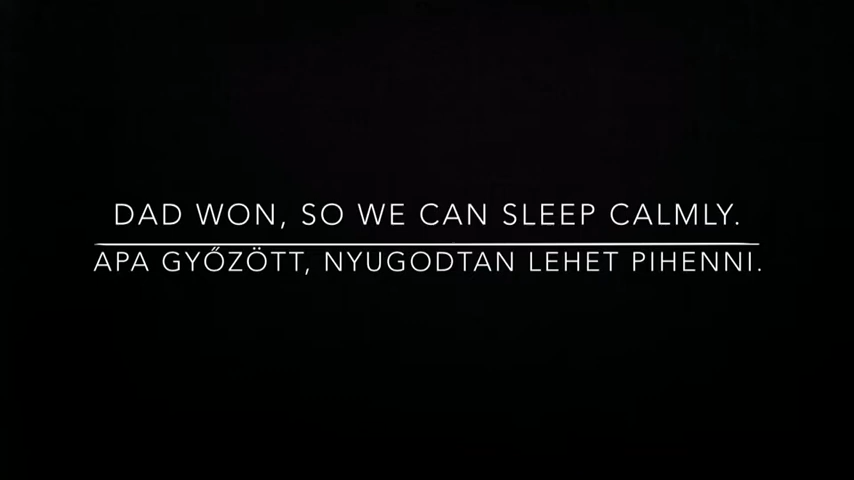 DAD WON, SO WE CAN SLEEP CALMLY.
APA GYŐZÖTT, NYUGODTAN LEHET PIHENNI.